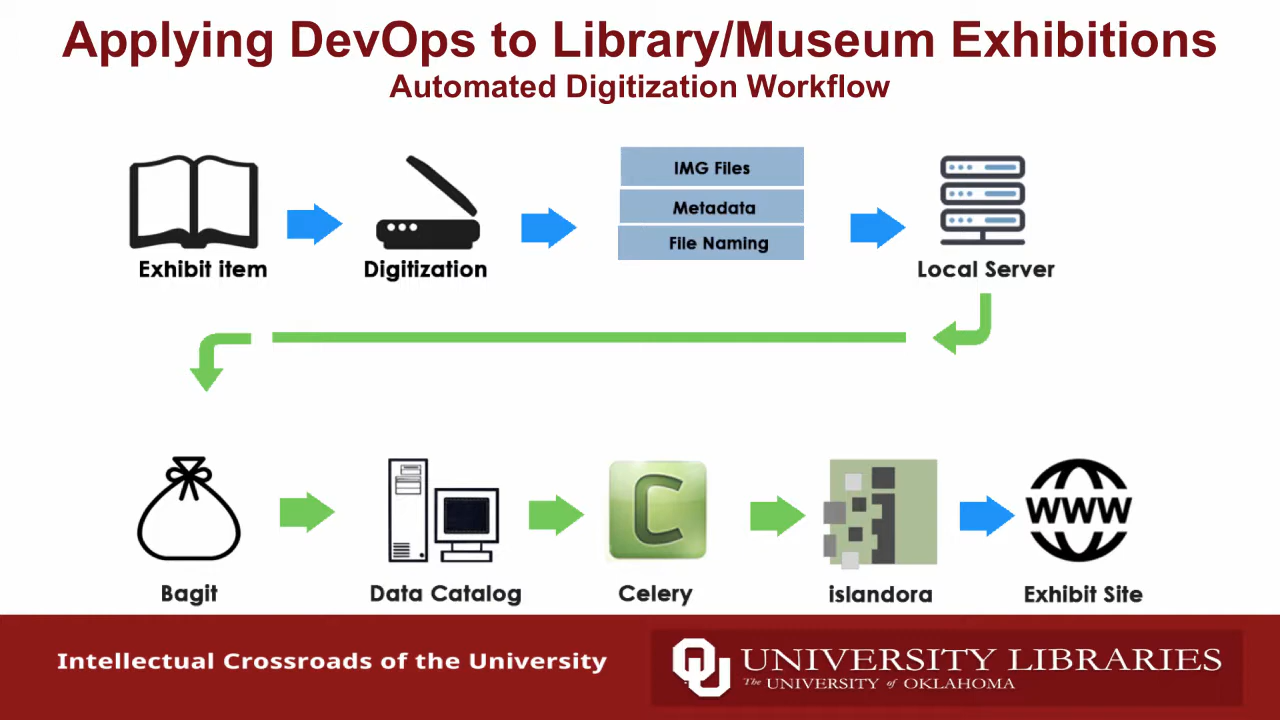 Applying DevOps to Library/Museum Exhibitions
Automated Digitization Workflow
IMG Files
Metadata
File Naming
Exhibit item
Digitization
Local Server
C
WWW
Bagit
Data Catalog
Celery
islandora
Exhibit Site
Intellectual Crossroads of the University
OU
UNIVERSITY LIBRARIES
The UNIVERSITY of OKLAHOMA